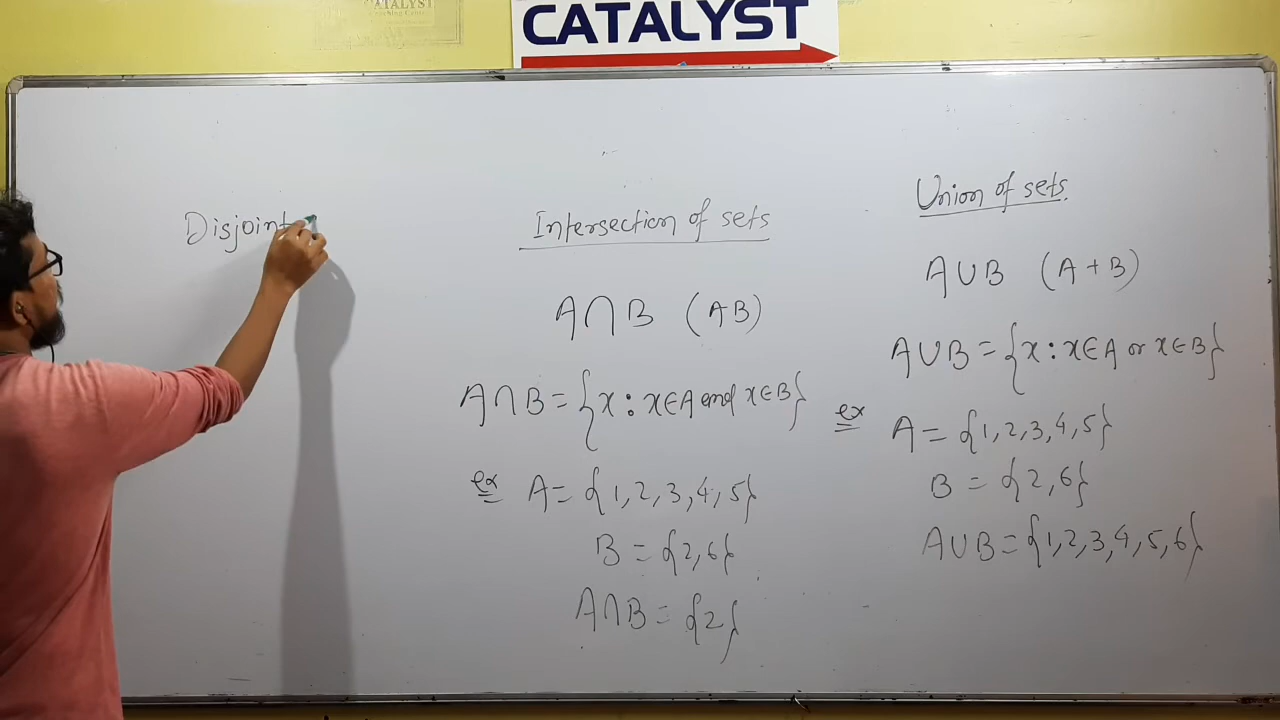 CATALYST
CATALYST
Disjoint
Intersection of sets
A∩B (AB)
A∩B = {x : x∈A and x∈B}
ex A = {1, 2, 3, 4, 5}
B = {2, 6}
A∩B = {2}
Union of sets
A∪B (A+B)
A∪B = {x : x∈A or x∈B}
ex A = {1, 2, 3, 4, 5}
B = {2, 6}
A∪B = {1, 2, 3, 4, 5, 6}